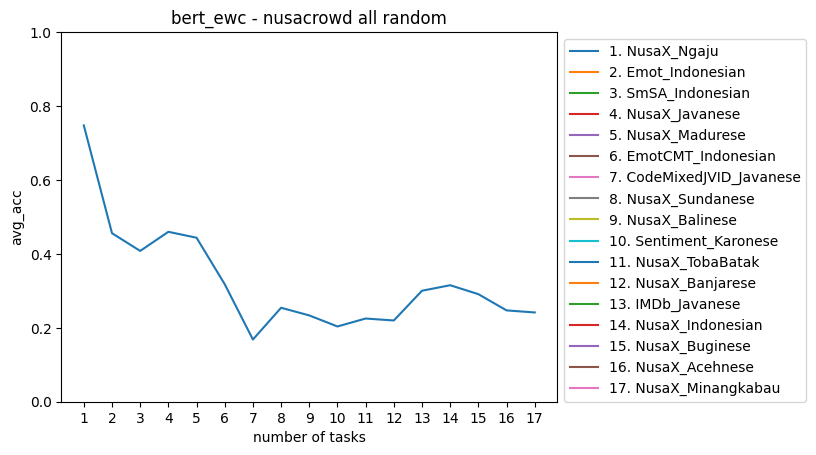 bert_ewc - nusacrowd all random
1.0
0.8
0.6
0.4
0.2
0.0
avg_acc
1 2 3 4 5 6 7 8 9 10 11 12 13 14 15 16 17
number of tasks
1. NusaX_Ngaju
2. Emot_Indonesian
3. SmSA_Indonesian
4. NusaX_Javanese
5. NusaX_Madurese
6. EmotCMT_Indonesian
7. CodeMixedJVID_Javanese
8. NusaX_Sundanese
9. NusaX_Balinese
10. Sentiment_Karonese
11. NusaX_TobaBatak
12. NusaX_Banjarese
13. IMDb_Javanese
14. NusaX_Indonesian
15. NusaX_Buginese
16. NusaX_Acehnese
17. NusaX_Minangkabau